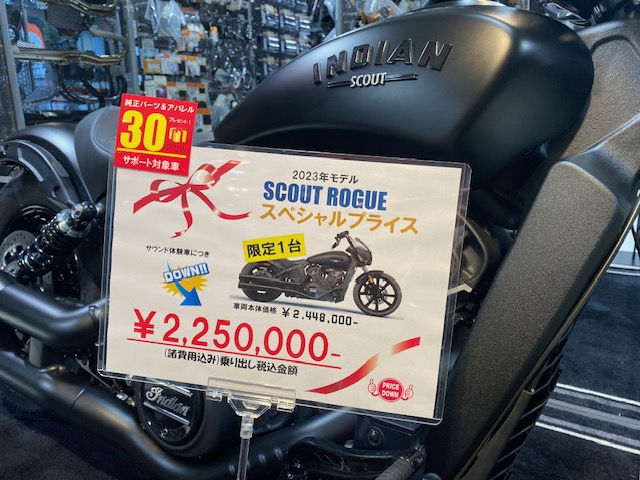 INDIAN
SCOUT
純正パーツ&アパレル
30
プレゼント!
サポート対象車
2023年モデル
SCOUT ROGUE
スペシャルプライス
サウンド体験車につき
DOWN!!
限定1台
車両本体価格 ¥2,448,000-
¥2,250,000-
(諸費用込み)乗り出し税込金額
PRICE
DOWN
Indian